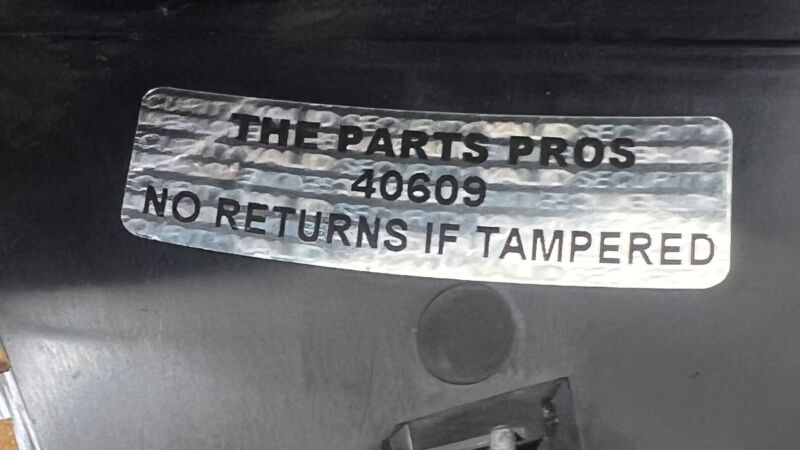 THE PARTS PROS
40609
NO RETURNS IF TAMPERED